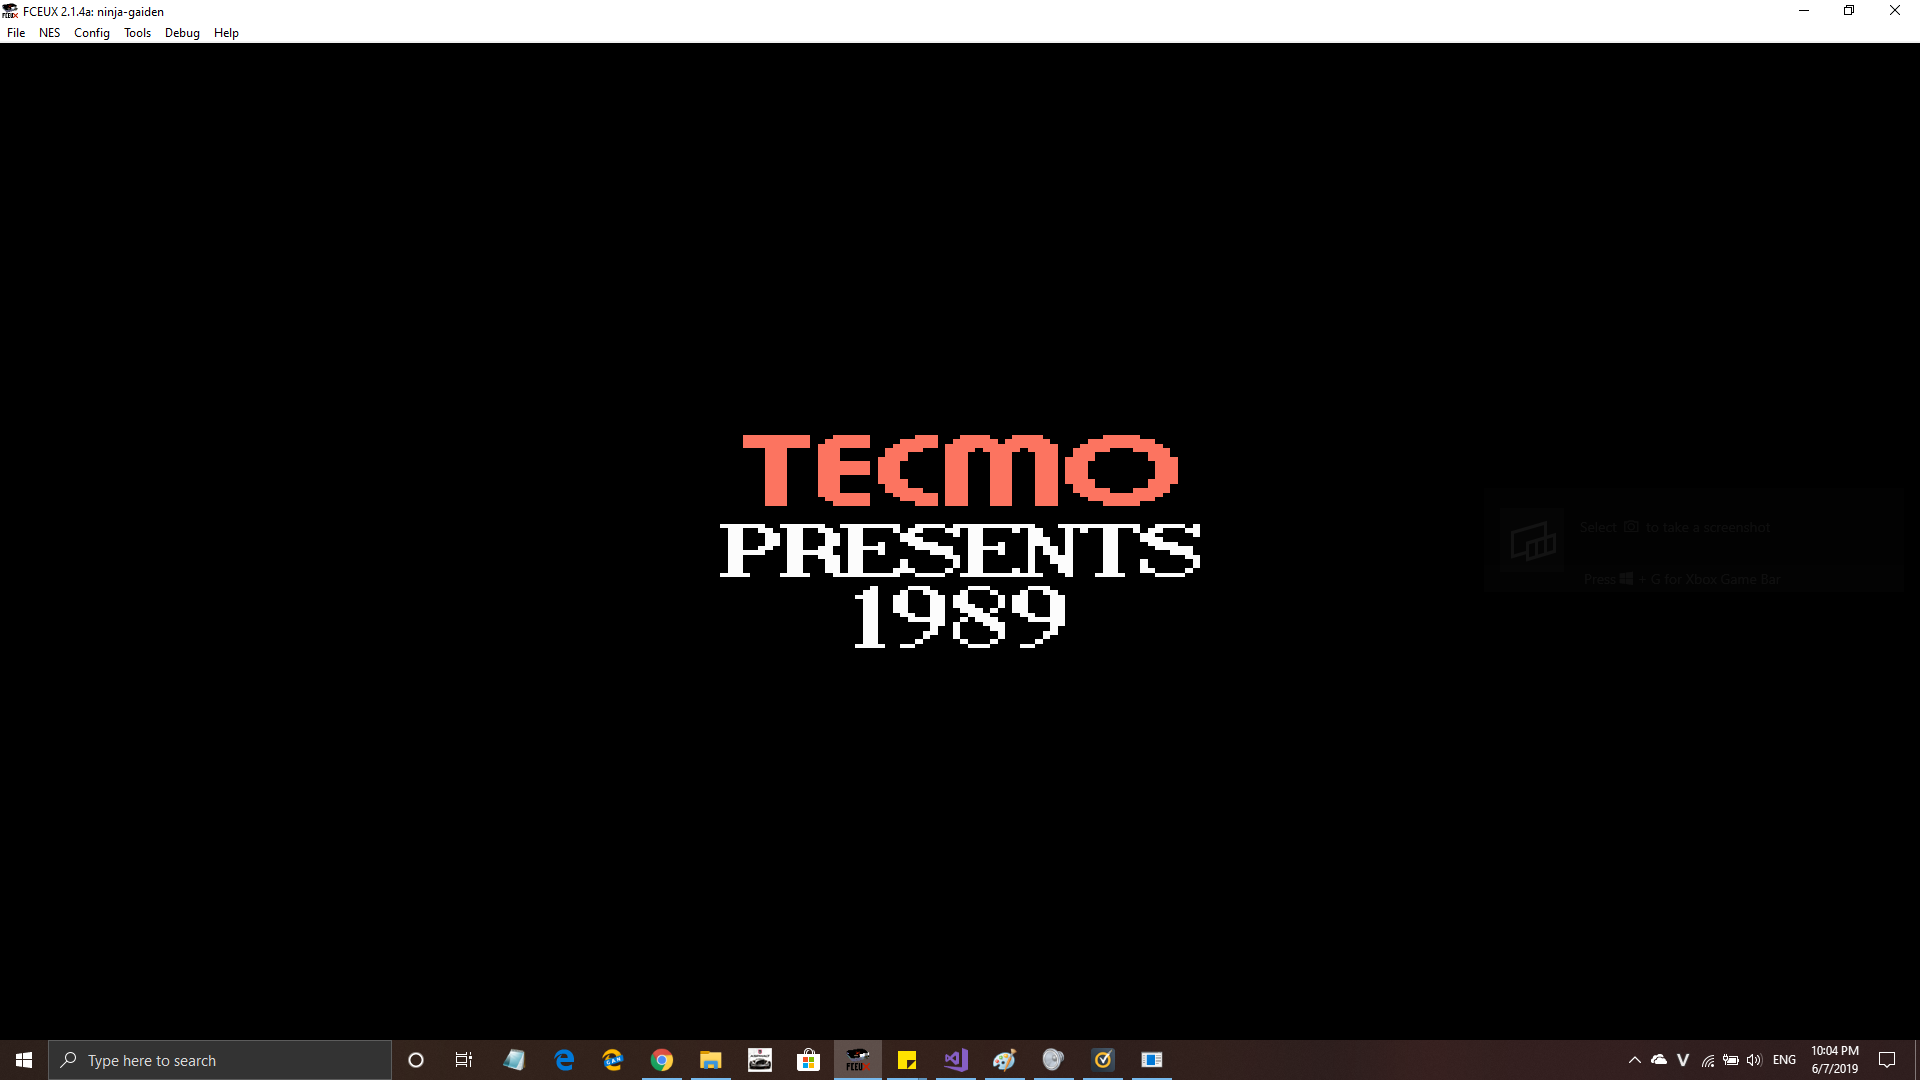 FCEUX 2.1.4a: ninja-gaiden
File NES Config Tools Debug Help
TECMO
PRESENTS
1989
Select to take a screenshot
Press + G for Xbox Game Bar
Type here to search
FCEUX
ENG
10:04 PM
6/7/2019